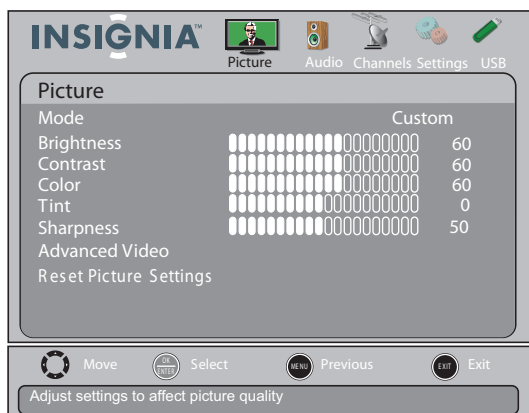 INSIGNIA™
Picture Audio Channels Settings USB
Picture
Mode Custom
Brightness 60
Contrast 60
Color 60
Tint 0
Sharpness 50
Advanced Video
Reset Picture Settings
Move OK ENTER Select MENU Previous EXIT Exit
Adjust settings to affect picture quality